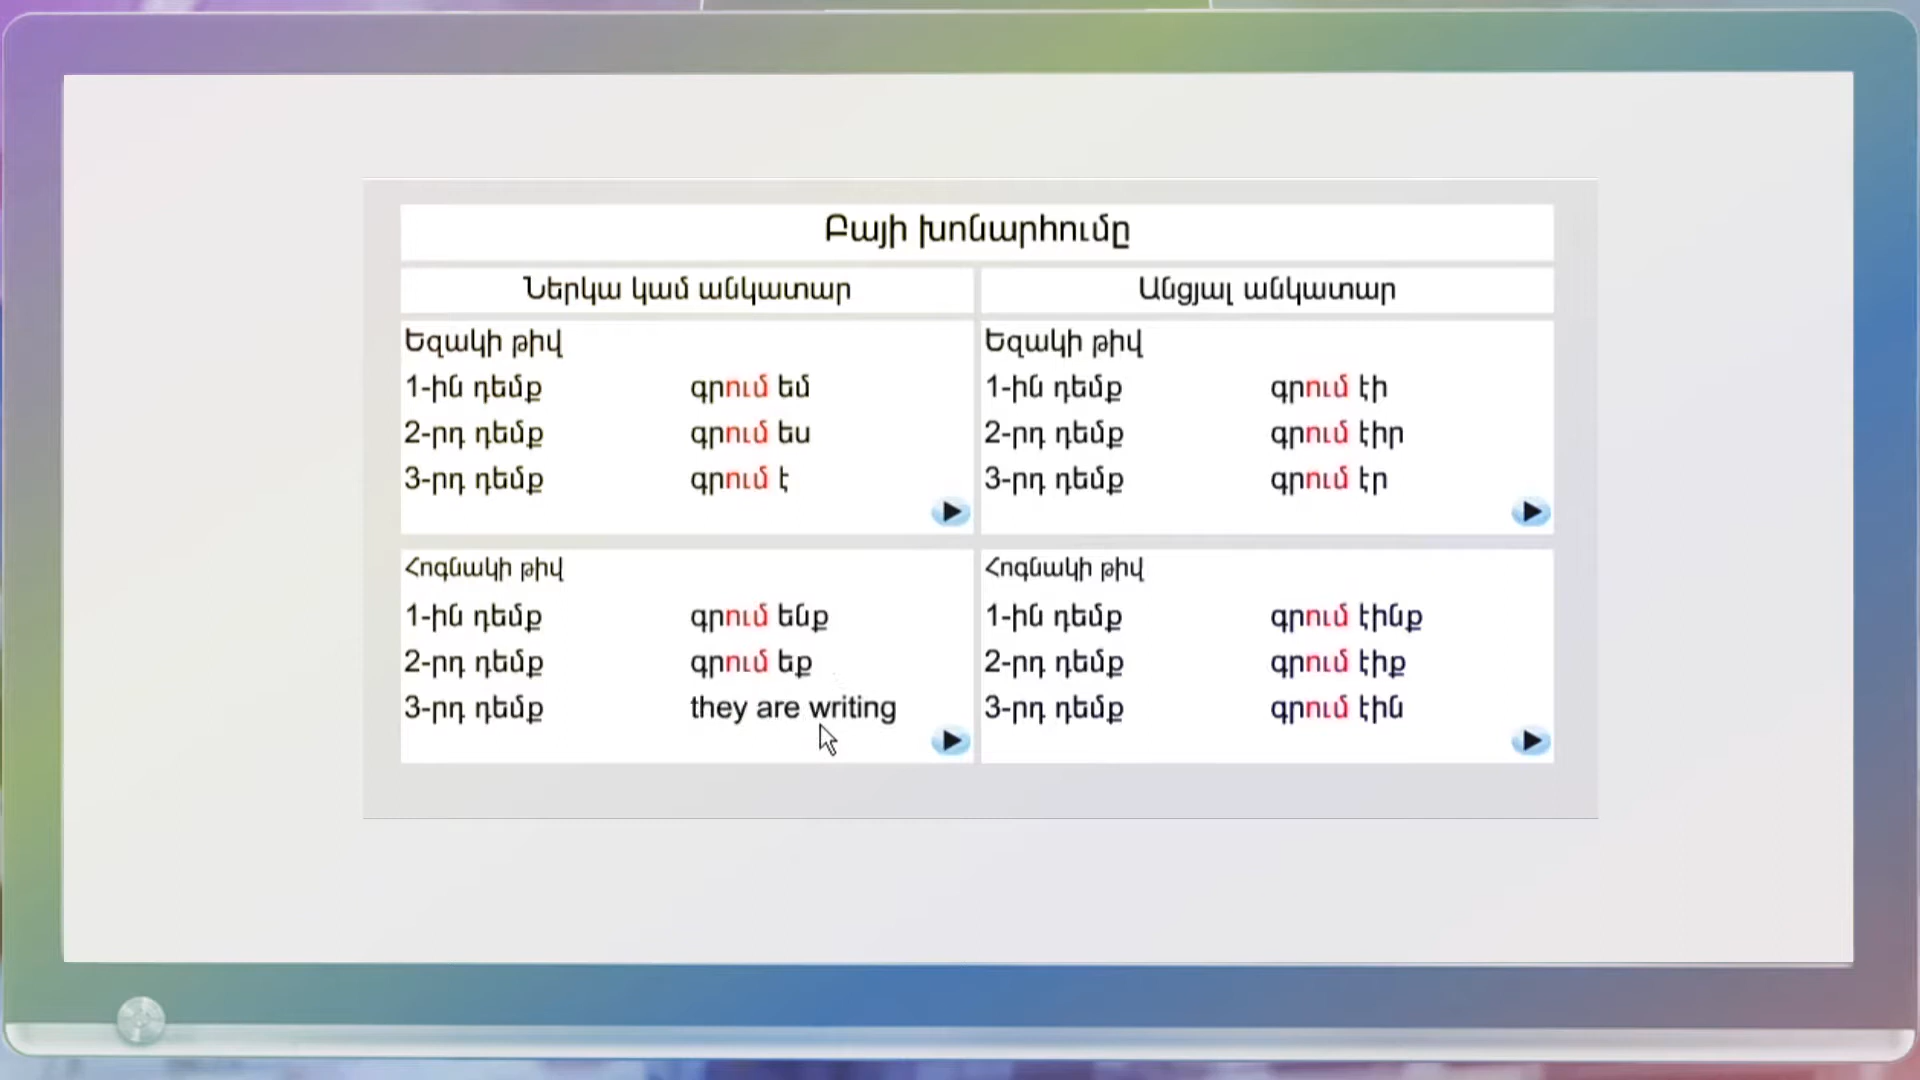 Բայի խոնարհումը
Ներկա կամ անկատար
Եզակի թիվ
1-ին դեմք գրում եմ
2-րդ դեմք գրում ես
3-րդ դեմք գրում է
Հոգնակի թիվ
1-ին դեմք գրում ենք
2-րդ դեմք գրում եք
3-րդ դեմք they are writing
Անցյալ անկատար
Եզակի թիվ
1-ին դեմք գրում էի
2-րդ դեմք գրում էիր
3-րդ դեմք գրում էր
Հոգնակի թիվ
1-ին դեմք գրում էինք
2-րդ դեմք գրում էիք
3-րդ դեմք գրում էին